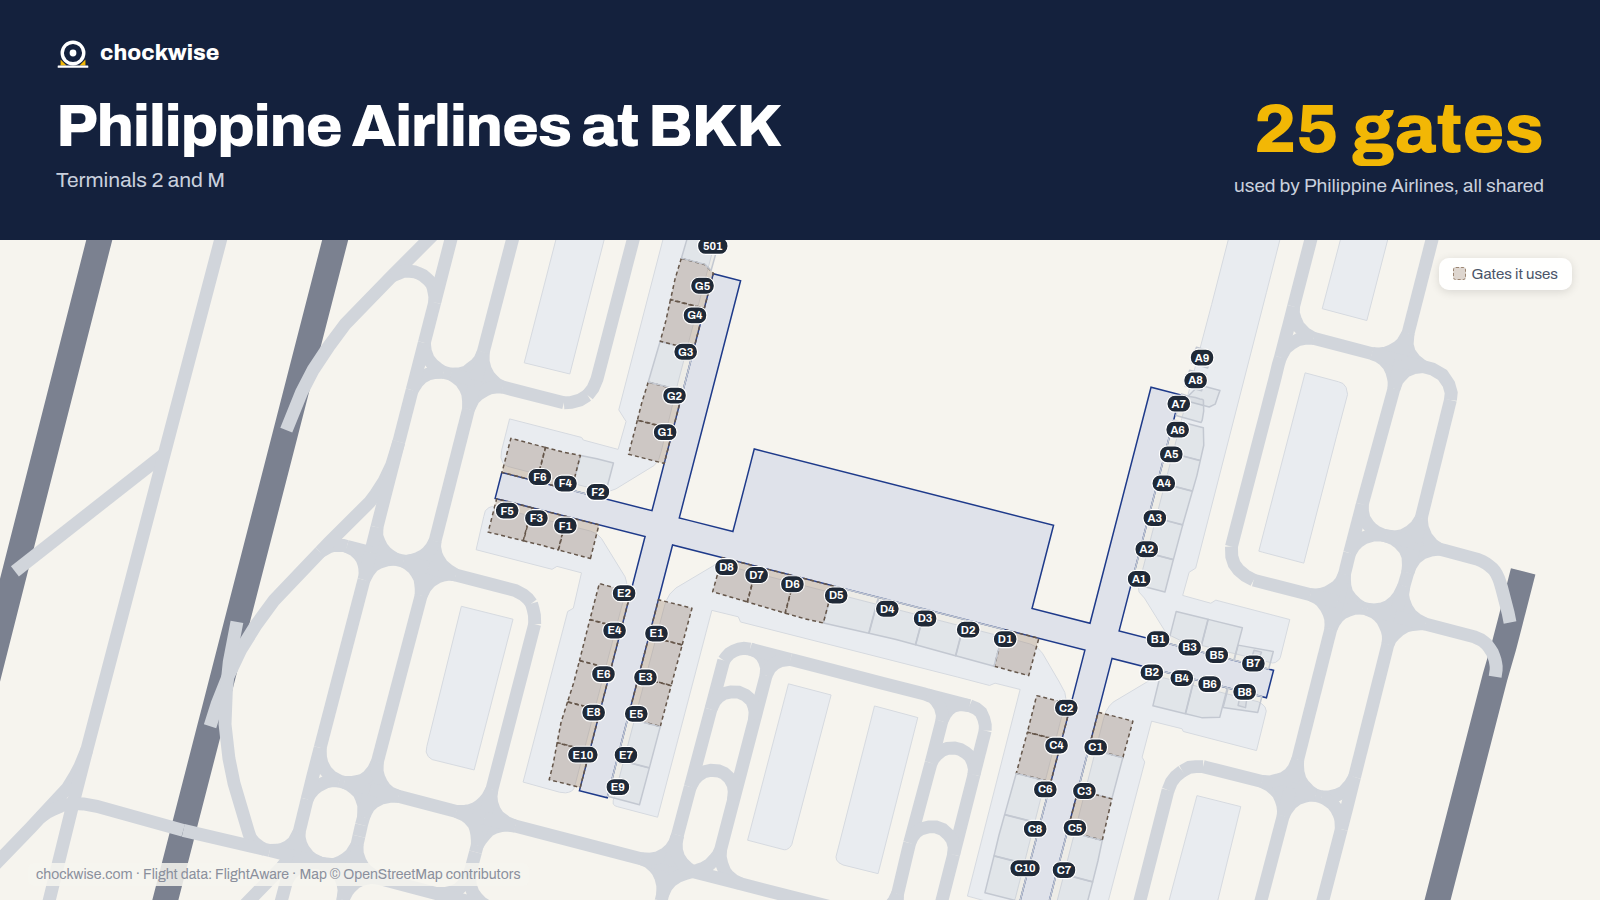 chockwise
Philippine Airlines at BKK
Terminals 2 and M
25 gates
used by Philippine Airlines, all shared
Gates it uses
501
G5
G4
G3
G2
G1
F6
F4
F2
F5
F3
F1
E2
E4
E1
E6
E3
E8
E5
E10
E7
E9
D8
D7
D6
D5
D4
D3
D2
D1
A9
A8
A7
A6
A5
A4
A3
A2
A1
B1
B3
B5
B7
B2
B4
B6
B8
C2
C4
C1
C6
C3
C8
C5
C10
C7
chockwise.com · Flight data: FlightAware · Map © OpenStreetMap contributors